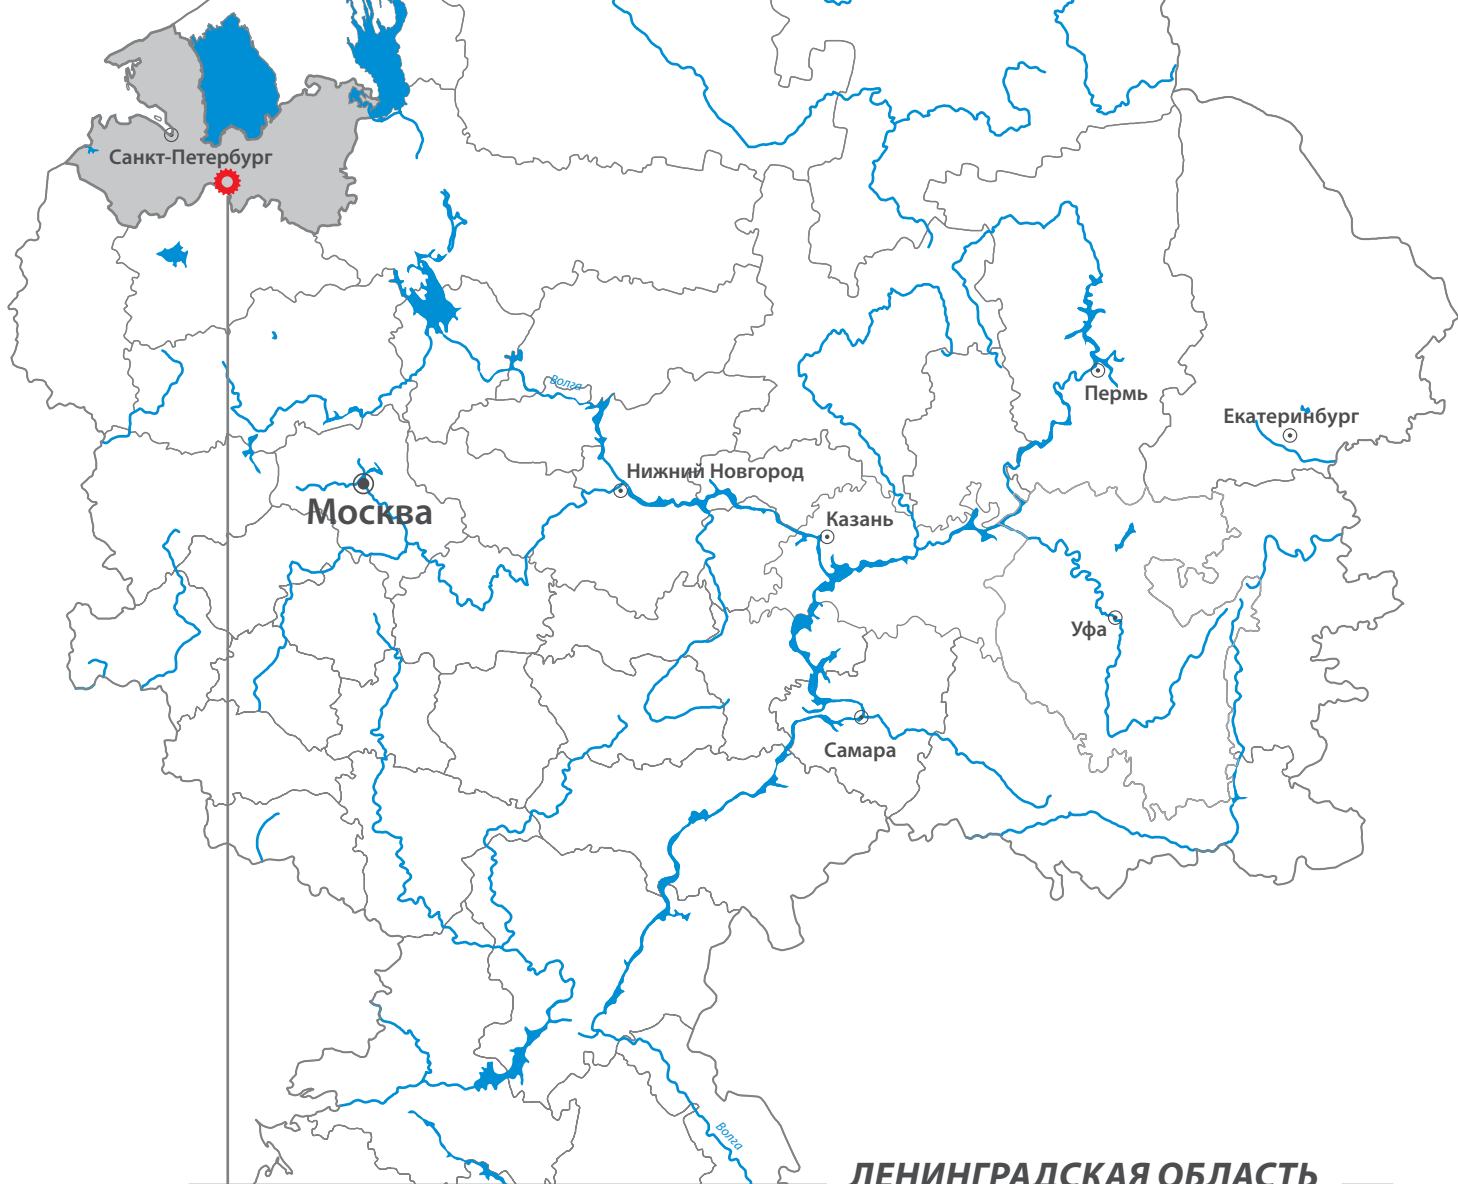 Санкт-Петербург
Волга
Пермь
Екатеринбург
Нижний Новгород
Москва
Казань
Уфа
Самара
Волга
ЛЕНИНГРАДСКАЯ ОБЛАСТЬ